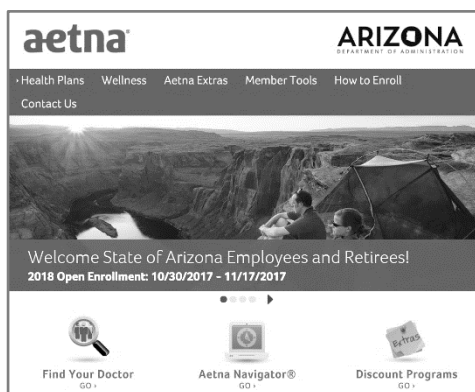 aetna
ARIZONA
DEPARTMENT OF ADMINISTRATION
Health Plans Wellness Aetna Extras Member Tools How to Enroll
Contact Us
Welcome State of Arizona Employees and Retirees!
2018 Open Enrollment: 10/30/2017 - 11/17/2017
Extras
Find Your Doctor Aetna Navigator® Discount Programs
GO › GO › GO ›